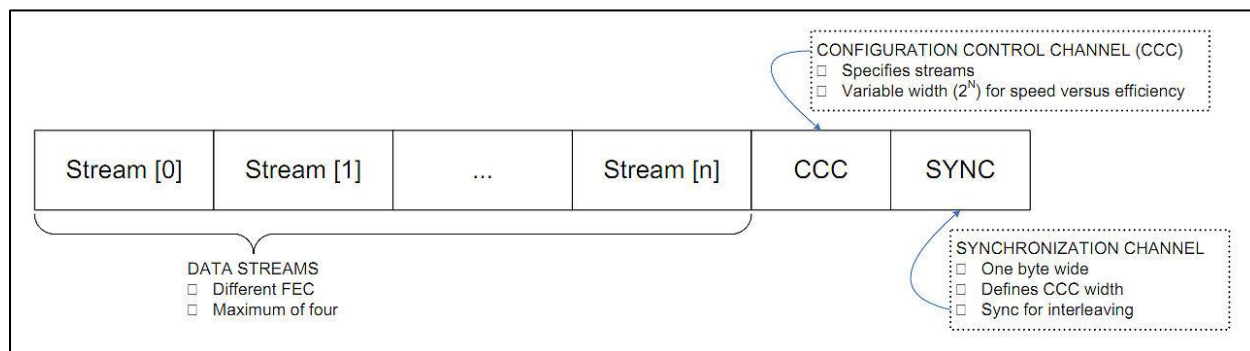 CONFIGURATION CONTROL CHANNEL (CCC)
□ Specifies streams
□ Variable width (2^N) for speed versus efficiency
Stream [0] Stream [1] ... Stream [n] CCC SYNC
DATA STREAMS
□ Different FEC
□ Maximum of four
SYNCHRONIZATION CHANNEL
□ One byte wide
□ Defines CCC width
□ Sync for interleaving